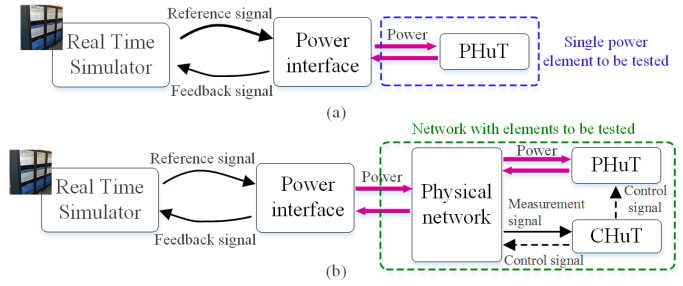 Reference signal
Real Time
Simulator
Power
interface
Feedback signal
Power
PHuT
Single power
element to be tested
(a)
Network with elements to be tested
Reference signal
Real Time
Simulator
Power
interface
Feedback signal
Power
Physical
network
Power
PHuT
Measurement
signal
Control
signal
CHuT
Control signal
(b)